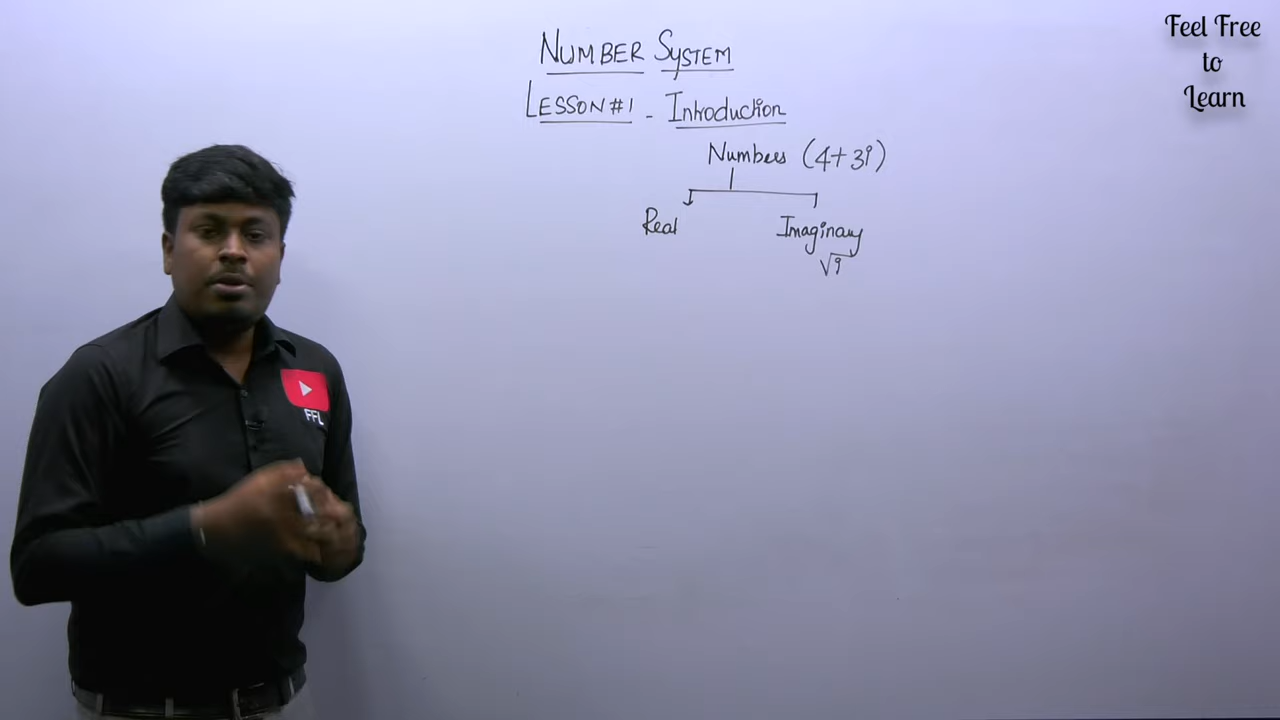 NUMBER SYSTEM
LESSON #1 - Introduction
Numbers (4+3i)
Real Imaginary
√i
Feel Free
to
Learn
FFL